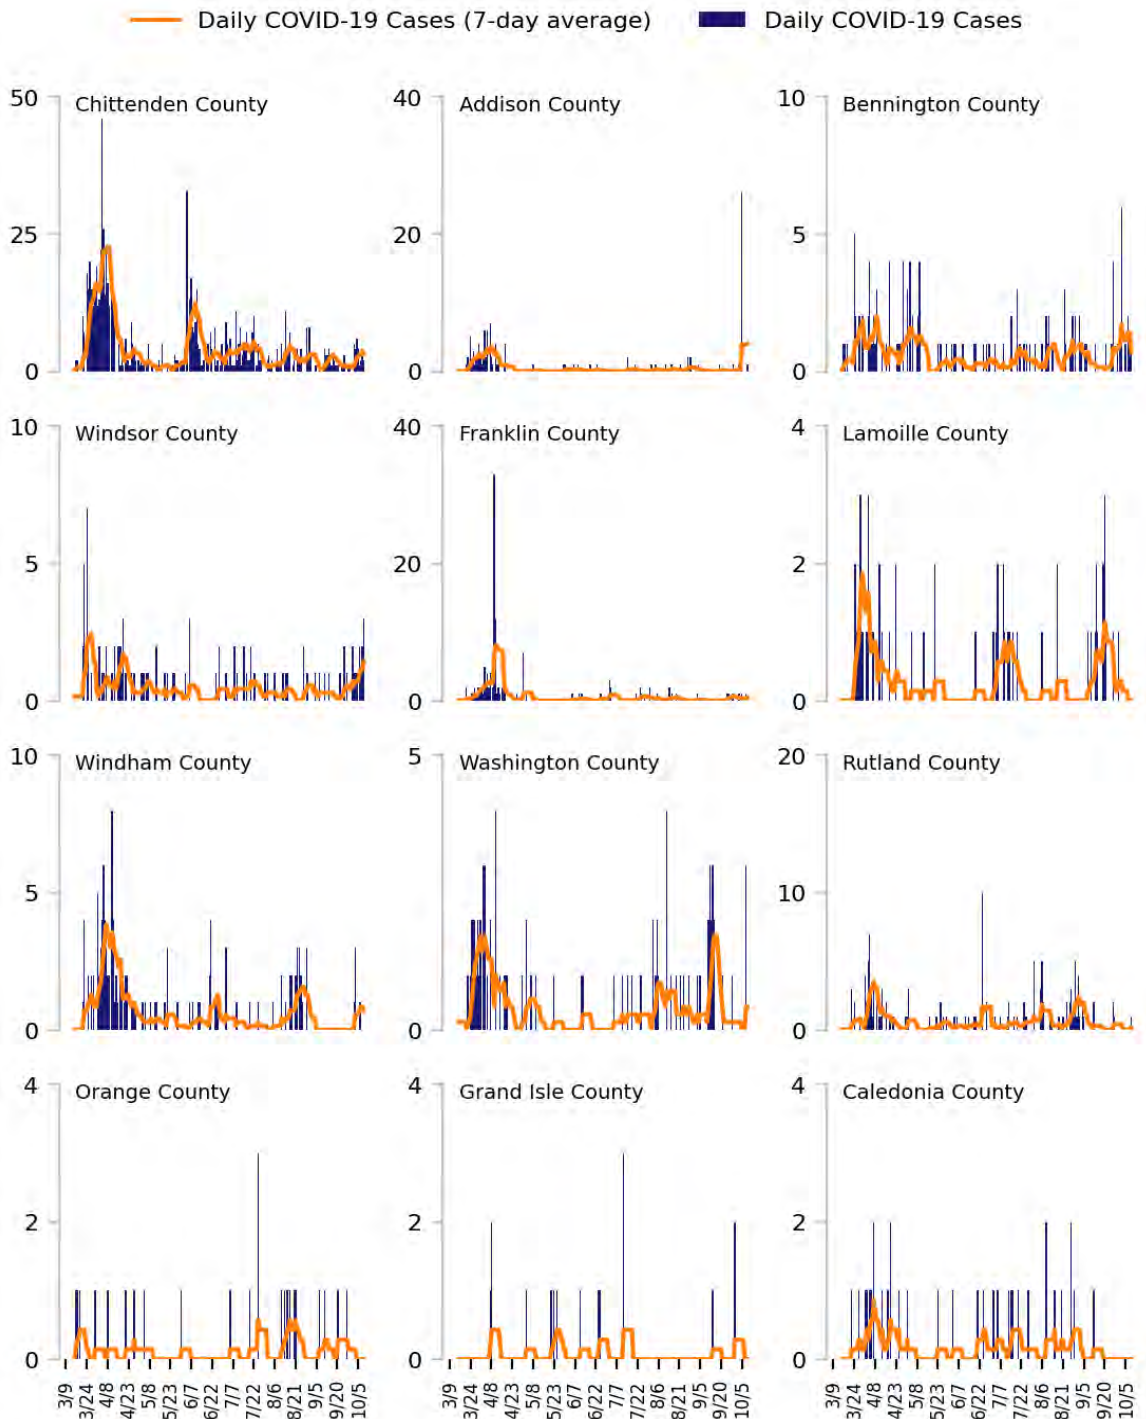 Daily COVID-19 Cases (7-day average) Daily COVID-19 Cases
50 Chittenden County 40 Addison County 10 Bennington County
25 20 5
0 0 0
10 Windsor County 40 Franklin County 4 Lamoille County
5 20 2
0 0 0
10 Windham County 5 Washington County 20 Rutland County
5 10
0 0 0
4 Orange County 4 Grand Isle County 4 Caledonia County
2 2 2
0 0 0
3/9 3/24 4/8 4/23 5/8 5/23 6/7 6/22 7/7 7/22 8/6 8/21 9/5 9/20 10/5 3/9 3/24 4/8 4/23 5/8 5/23 6/7 6/22 7/7 7/22 8/6 8/21 9/5 9/20 10/5 3/9 3/24 4/8 4/23 5/8 5/23 6/7 6/22 7/7 7/22 8/6 8/21 9/5 9/20 10/5